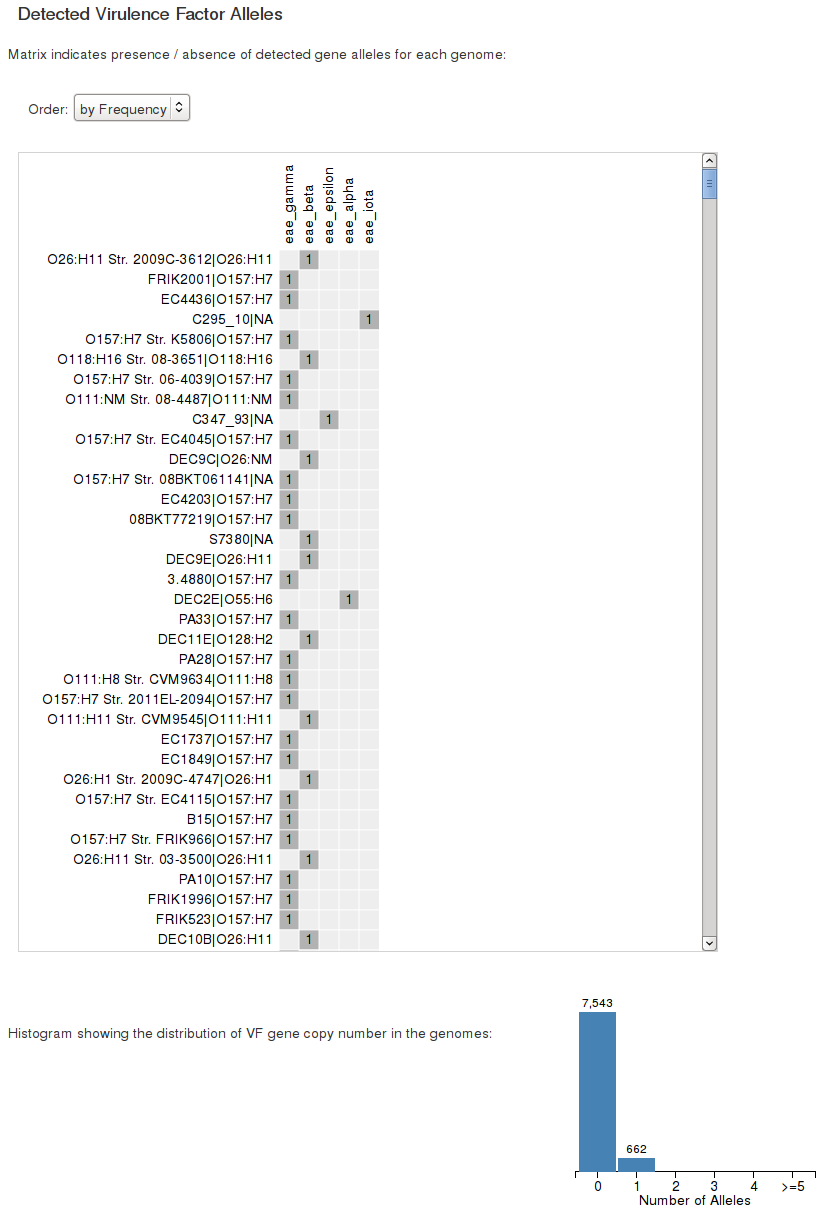 Detected Virulence Factor Alleles
Matrix indicates presence / absence of detected gene alleles for each genome:
Order: by Frequency
eae_gamma
eae_beta
eae_epsilon
eae_alpha
eae_iota
O26:H11 Str. 2009C-3612|O26:H11 1
FRIK2001|O157:H7 1
EC4436|O157:H7 1
C295_10|NA 1
O157:H7 Str. K5806|O157:H7 1
O118:H16 Str. 08-3651|O118:H16 1
O157:H7 Str. 06-4039|O157:H7 1
O111:NM Str. 08-4487|O111:NM 1
C347_93|NA 1
O157:H7 Str. EC4045|O157:H7 1
DEC9C|O26:NM 1
O157:H7 Str. 08BKT061141|NA 1
EC4203|O157:H7 1
08BKT77219|O157:H7 1
S7380|NA 1
DEC9E|O26:H11 1
3.4880|O157:H7 1
DEC2E|O55:H6 1
PA33|O157:H7 1
DEC11E|O128:H2 1
PA28|O157:H7 1
O111:H8 Str. CVM9634|O111:H8 1
O157:H7 Str. 2011EL-2094|O157:H7 1
O111:H11 Str. CVM9545|O111:H11 1
EC1737|O157:H7 1
EC1849|O157:H7 1
O26:H1 Str. 2009C-4747|O26:H1 1
O157:H7 Str. EC4115|O157:H7 1
B15|O157:H7 1
O157:H7 Str. FRIK966|O157:H7 1
O26:H11 Str. 03-3500|O26:H11 1
PA10|O157:H7 1
FRIK1996|O157:H7 1
FRIK523|O157:H7 1
DEC10B|O26:H11 1
Histogram showing the distribution of VF gene copy number in the genomes:
7,543
662
0 1 2 3 4 >=5
Number of Alleles